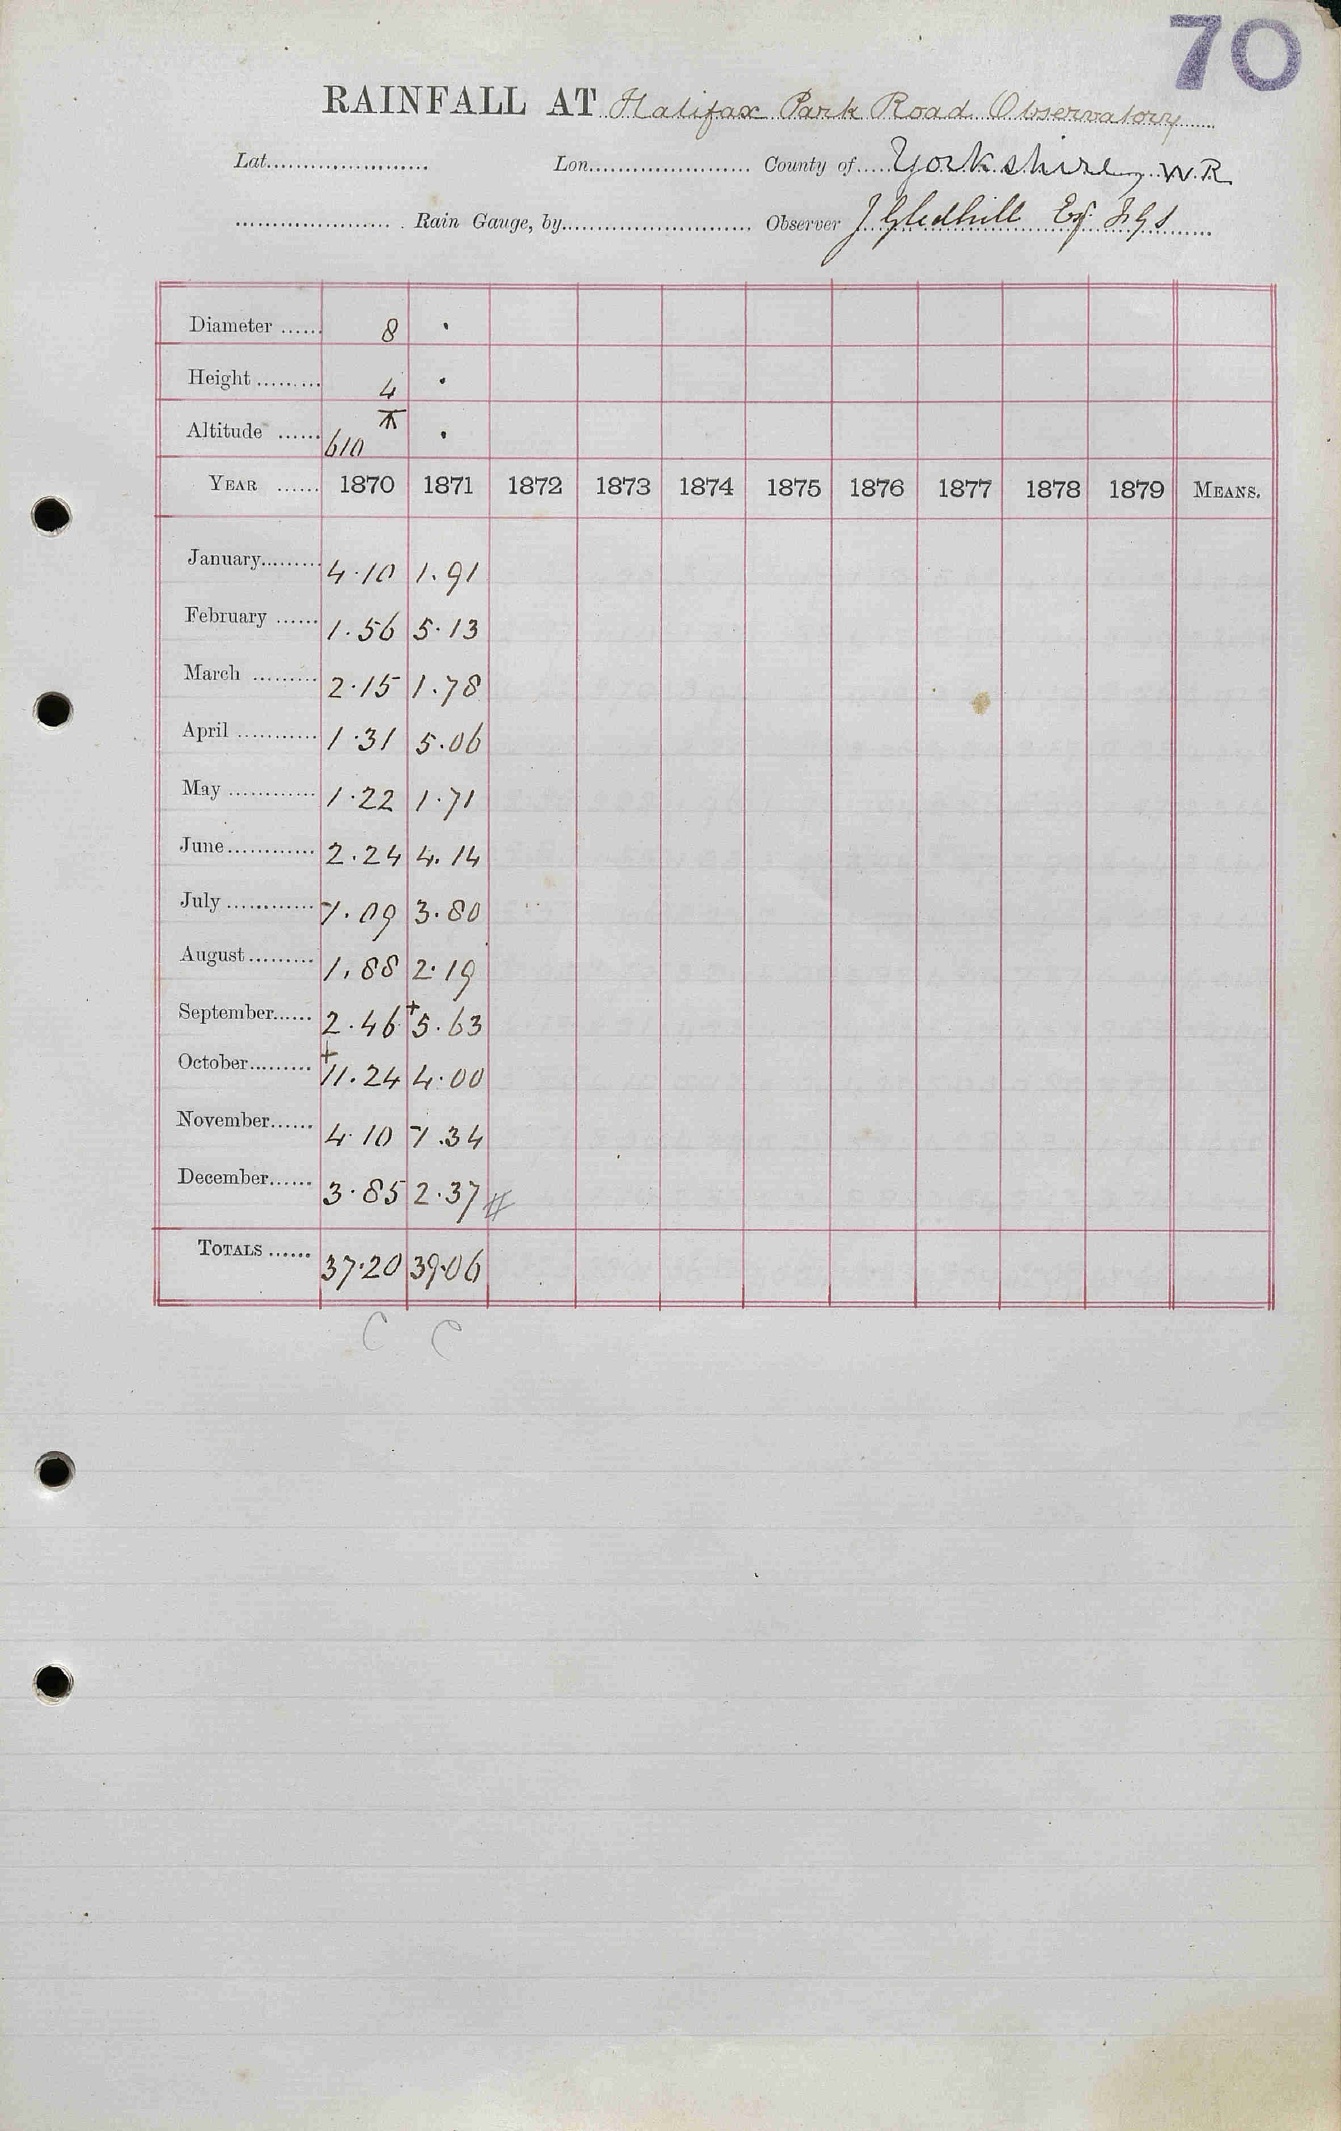 70
RAINFALL AT Halifax Park Road Observatory
Lat..................... Lon....................... County of..... Yorkshire, W.R
...................... . Rain Gauge, by.......................... Observer J Gledhill Esq F.G.S
Diameter ...... 8 ·
Height ......... 4 ·
Altitude ...... 610 T ·
YEAR ...... 1870 1871 1872 1873 1874 1875 1876 1877 1878 1879 MEANS.
January......... 4.10 1.91
February ...... 1.56 5.13
March ......... 2.15 1.78
April ............ 1.31 5.06
May ............. 1.22 1.71
June............. 2.24 4.14
July ............. 1.09 3.80
August.......... 1.88 2.19
September...... 2.46 +5.63
October......... +11.24 4.00
November...... 4.10 1.34
December...... 3.85 2.37 #
TOTALS ...... 37.20 39.06
C C